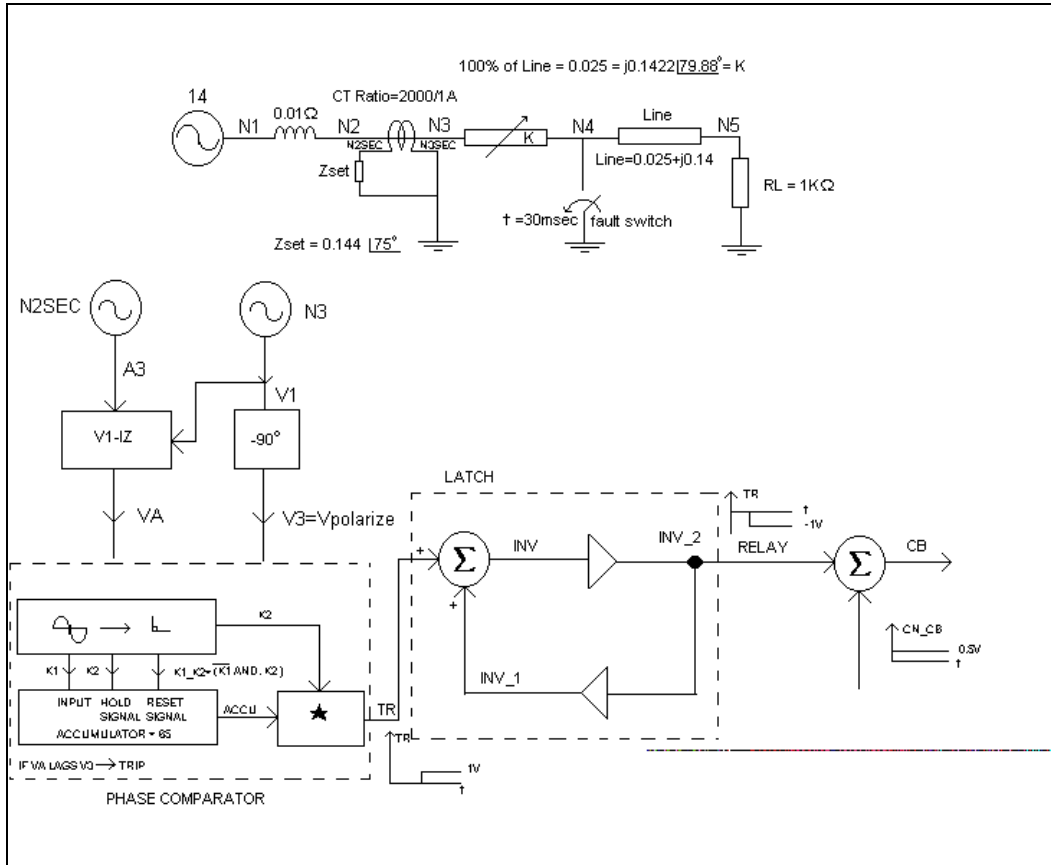 100% of Line = 0.025 = j0.1422 79.88° = K
14
CT Ratio=2000/1A
0.01Ω
N1
N2
N3
N4
Line
N5
N2SEC
N3SEC
K
Zset
Line=0.025+j0.14
RL = 1KΩ
t =30msec
fault switch
Zset = 0.144 75°
N2SEC
N3
A3
V1
V1-IZ
-90°
VA
V3=Vpolarize
LATCH
TR
t
-1V
+
Σ
INV
INV_2
RELAY
Σ
CB
+
K2
CN_CB
0.5V
t
K1
K2
K1_K2=(K1 AND. K2)
INV_1
INPUT HOLD RESET
SIGNAL SIGNAL
ACCUMULATOR = 65
ACCU
★
TR
TR
1V
t
IF VA LAGS V3 → TRIP
PHASE COMPARATOR